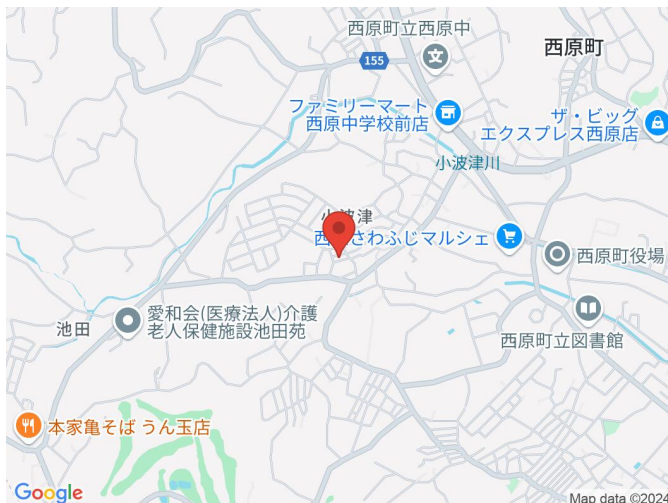 西原町立西原中
西原町
155
ファミリーマート
西原中学校前店
ザ・ビッグ
エクスプレス西原店
小波津川
小波津
西
さわふじマルシェ
西原町役場
愛和会(医療法人)介護
老人保健施設池田苑
池田
西原町立図書館
本家亀そば うん玉店
Google
Map data ©2024